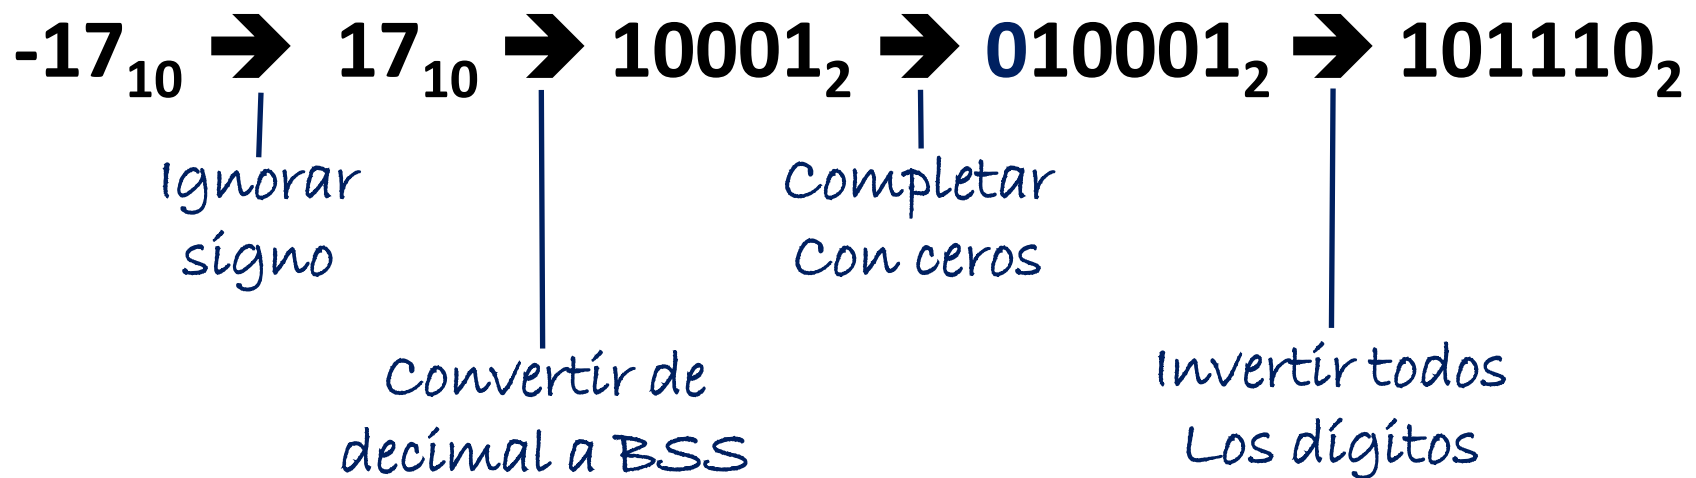 -17₁₀ ➔ 17₁₀ ➔ 10001₂ ➔ 010001₂ ➔ 101110₂
Ignorar
signo
Convertir de
decimal a BSS
Completar
Con ceros
Invertir todos
Los dígitos